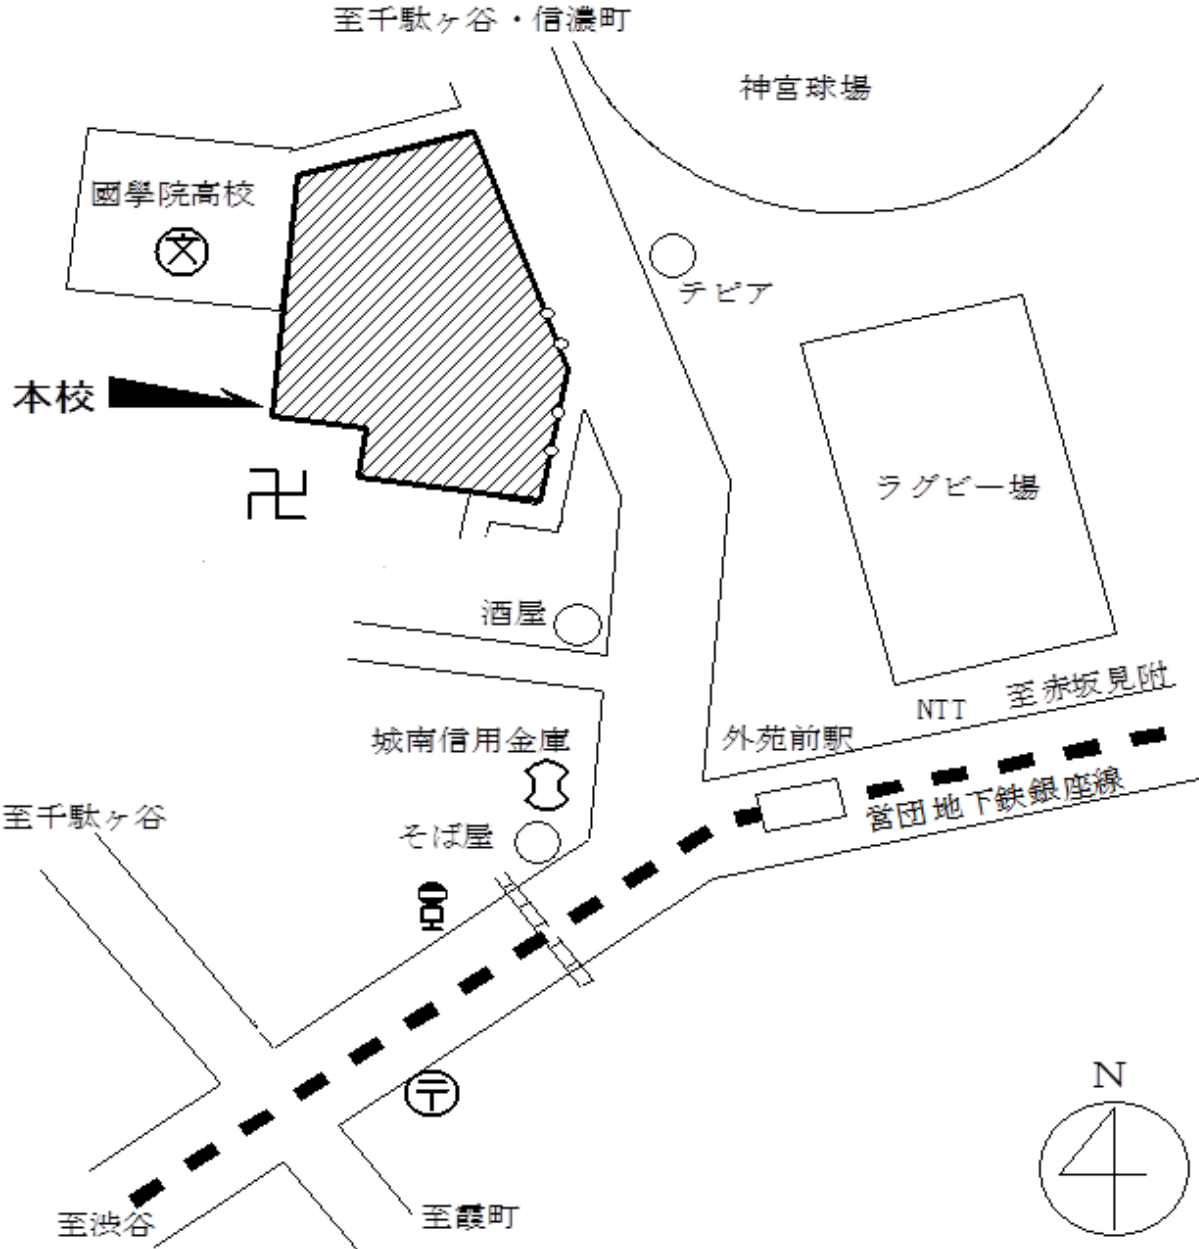 至千駄ヶ谷・信濃町
神宮球場
國學院高校
文
テピア
本校
卍
ラグビー場
酒屋
至赤坂見附
NTT
外苑前駅
城南信用金庫
営団地下鉄銀座線
至千駄ヶ谷
そば屋
〒
N
至渋谷
至霞町